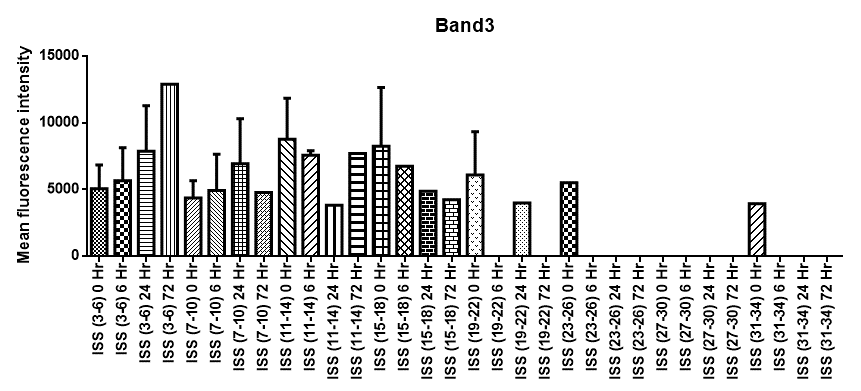 Band3
Mean fluorescence intensity
15000
10000
5000
0
ISS (3-6) 0 Hr
ISS (3-6) 6 Hr
ISS (3-6) 24 Hr
ISS (3-6) 72 Hr
ISS (7-10) 0 Hr
ISS (7-10) 6 Hr
ISS (7-10) 24 Hr
ISS (7-10) 72 Hr
ISS (11-14) 0 Hr
ISS (11-14) 6 Hr
ISS (11-14) 24 Hr
ISS (11-14) 72 Hr
ISS (15-18) 0 Hr
ISS (15-18) 6 Hr
ISS (15-18) 24 Hr
ISS (15-18) 72 Hr
ISS (19-22) 0 Hr
ISS (19-22) 6 Hr
ISS (19-22) 24 Hr
ISS (19-22) 72 Hr
ISS (23-26) 0 Hr
ISS (23-26) 6 Hr
ISS (23-26) 24 Hr
ISS (23-26) 72 Hr
ISS (27-30) 0 Hr
ISS (27-30) 6 Hr
ISS (27-30) 24 Hr
ISS (27-30) 72 Hr
ISS (31-34) 0 Hr
ISS (31-34) 6 Hr
ISS (31-34) 24 Hr
ISS (31-34) 72 Hr